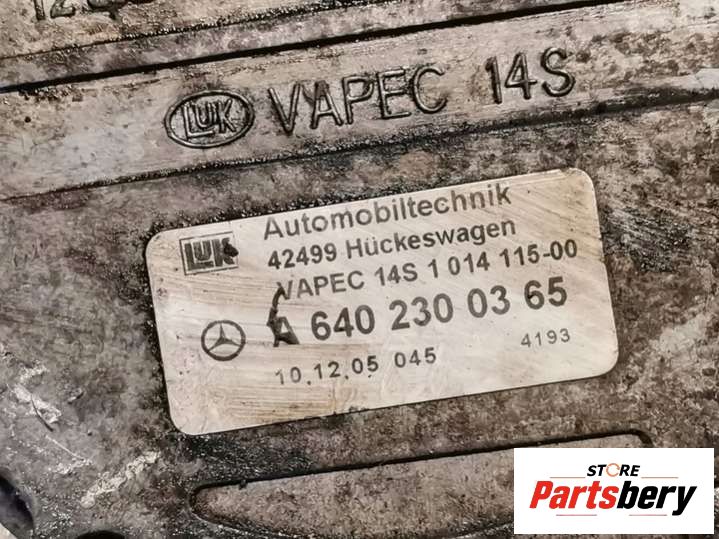 LUK VAPEC 14S
LUK Automobiltechnik
42499 Hückeswagen
VAPEC 14S 1 014 115-00
A 640 230 03 65
10.12.05 045 4193
STORE
Partsbery